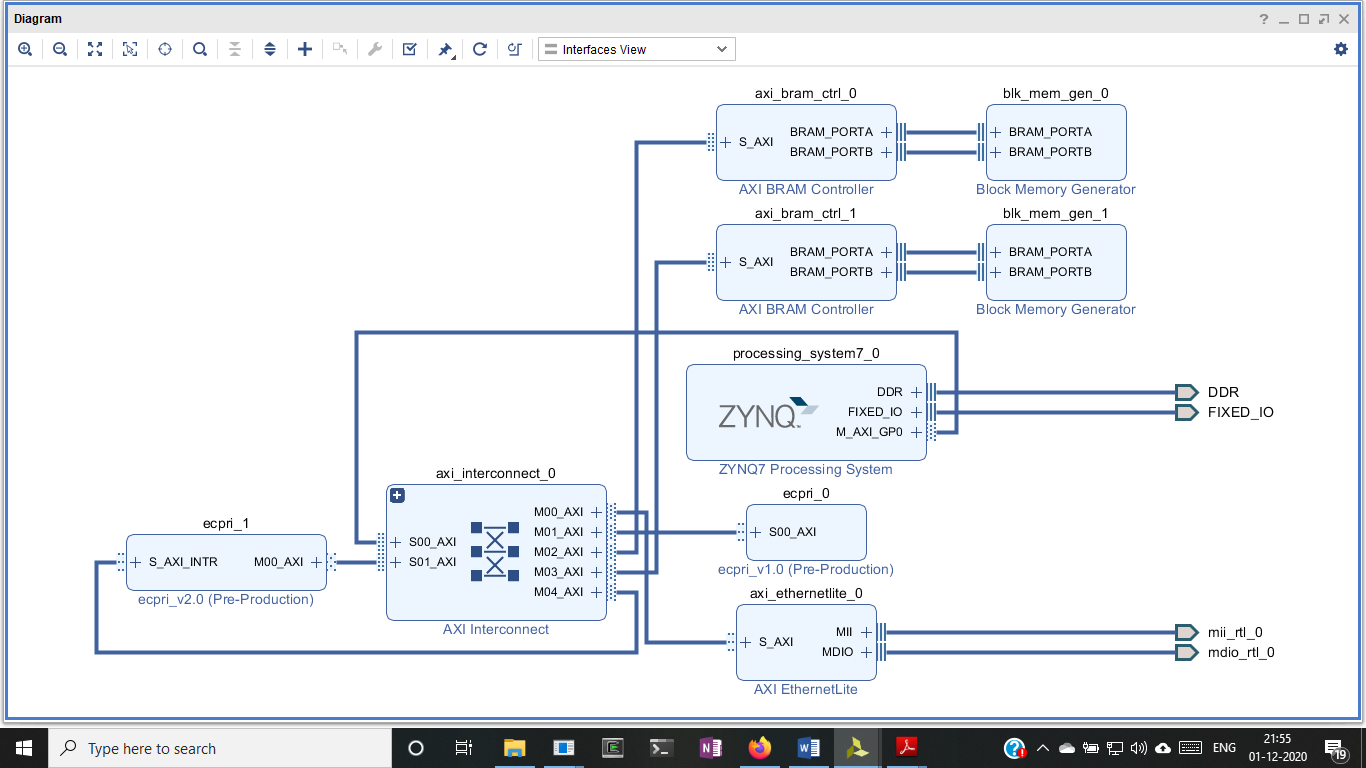 Diagram
?
Interfaces View
axi_bram_ctrl_0
S_AXI
BRAM_PORTA
BRAM_PORTB
AXI BRAM Controller
blk_mem_gen_0
BRAM_PORTA
BRAM_PORTB
Block Memory Generator
axi_bram_ctrl_1
S_AXI
BRAM_PORTA
BRAM_PORTB
AXI BRAM Controller
blk_mem_gen_1
BRAM_PORTA
BRAM_PORTB
Block Memory Generator
processing_system7_0
ZYNQ
DDR
FIXED_IO
M_AXI_GP0
ZYNQ7 Processing System
DDR
FIXED_IO
axi_interconnect_0
S00_AXI
S01_AXI
M00_AXI
M01_AXI
M02_AXI
M03_AXI
M04_AXI
AXI Interconnect
ecpri_0
S00_AXI
ecpri_v1.0 (Pre-Production)
ecpri_1
S_AXI_INTR
M00_AXI
ecpri_v2.0 (Pre-Production)
axi_ethernetlite_0
S_AXI
MII
MDIO
AXI EthernetLite
mii_rtl_0
mdio_rtl_0
Type here to search
ENG
21:55
01-12-2020
19